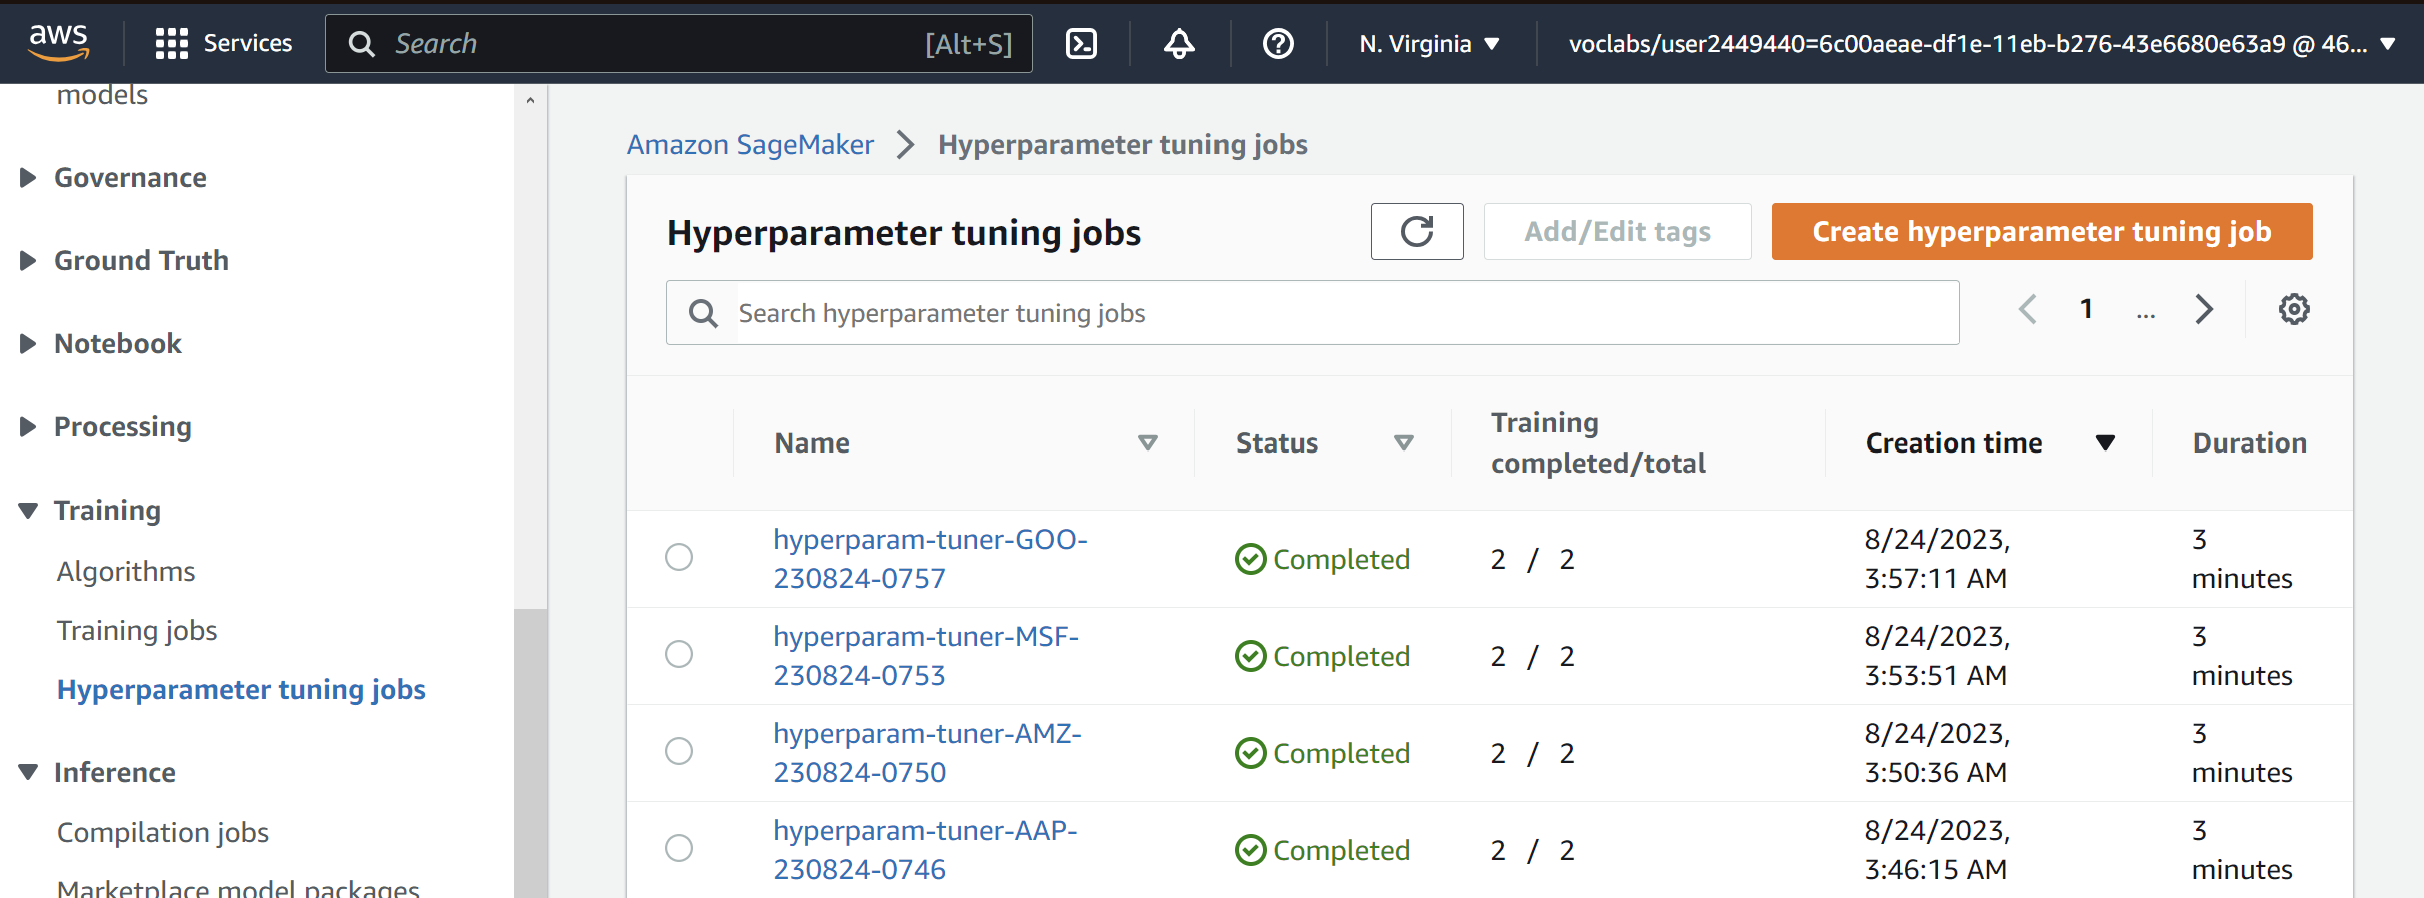 aws
Services
Search
[Alt+S]
N. Virginia
voclabs/user2449440=6c00aeae-df1e-11eb-b276-43e6680e63a9 @ 46...
models
Governance
Ground Truth
Notebook
Processing
Training
Algorithms
Training jobs
Hyperparameter tuning jobs
Inference
Compilation jobs
Marketplace model packages
Amazon SageMaker > Hyperparameter tuning jobs
Hyperparameter tuning jobs
Add/Edit tags
Create hyperparameter tuning job
Search hyperparameter tuning jobs
1 ...
Name
Status
Training
completed/total
Creation time
Duration
hyperparam-tuner-GOO-
230824-0757
Completed
2 / 2
8/24/2023,
3:57:11 AM
3
minutes
hyperparam-tuner-MSF-
230824-0753
Completed
2 / 2
8/24/2023,
3:53:51 AM
3
minutes
hyperparam-tuner-AMZ-
230824-0750
Completed
2 / 2
8/24/2023,
3:50:36 AM
3
minutes
hyperparam-tuner-AAP-
230824-0746
Completed
2 / 2
8/24/2023,
3:46:15 AM
3
minutes